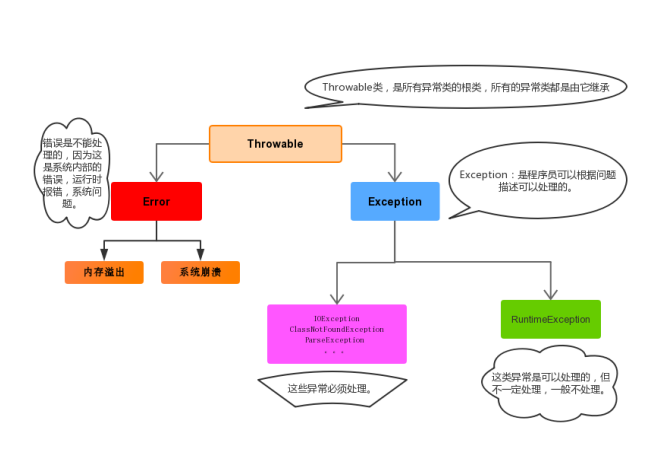 Throwable类，是所有异常类的根类，所有的异常类都是由它继承
Throwable
错误是不能处
理的，因为这
是系统内部的
错误，运行时
报错，系统问
题。
Exception：是程序员可以根据问题
描述可以处理的。
Error
Exception
内存溢出
系统崩溃
IOException
ClassNotFoundException
ParseException
。。。
RuntimeException
这些异常必须处理。
这类异常是可以处理的，但
不一定处理，一般不处理。